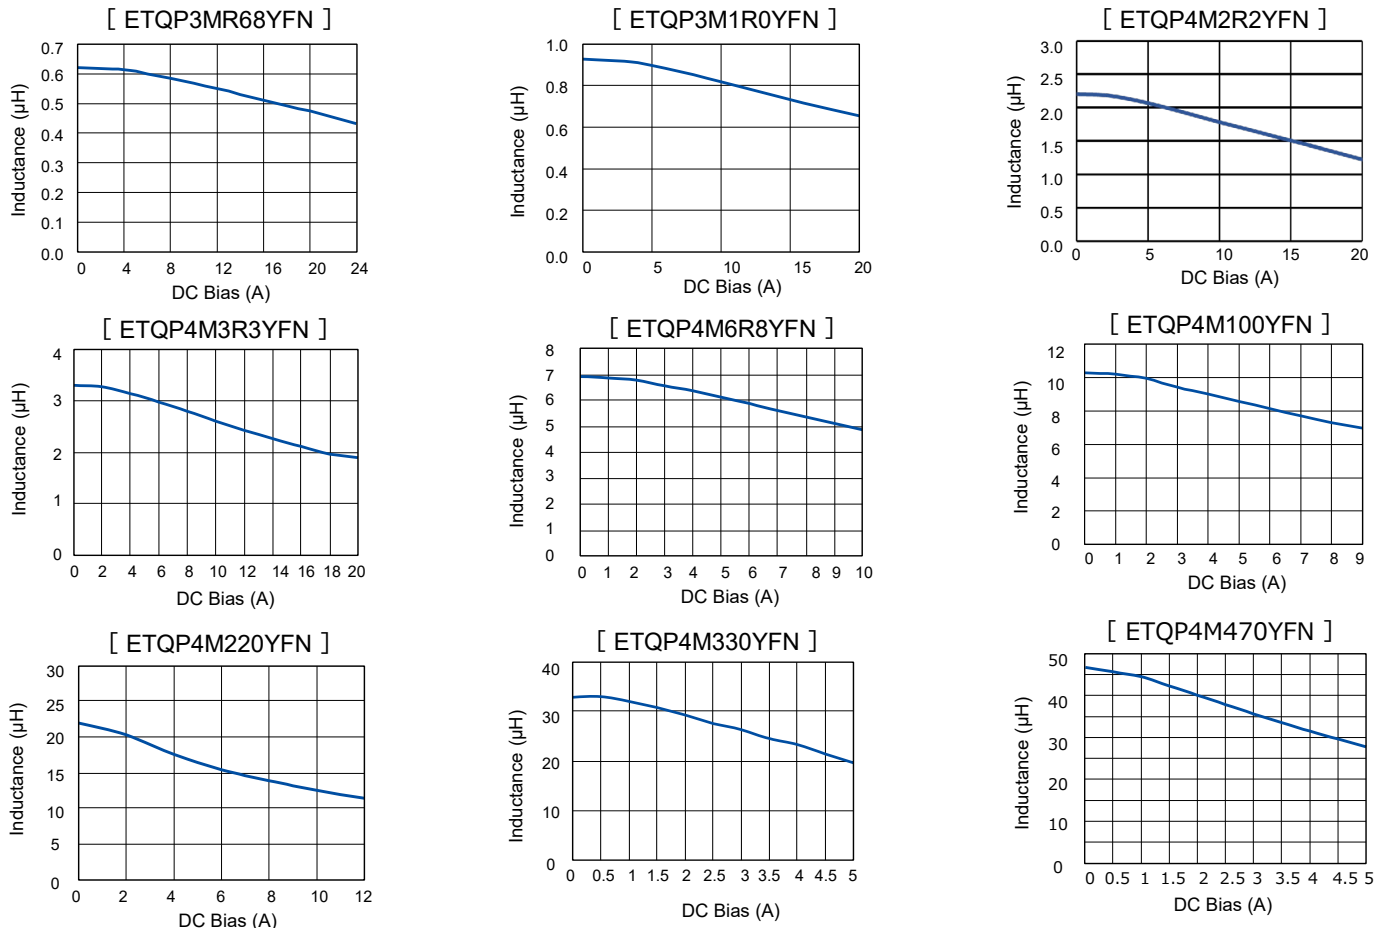 [ ETQP3MR68YFN ]
0.7
0.6
0.5
0.4
0.3
0.2
0.1
0.0
Inductance (μH)
0 4 8 12 16 20 24
DC Bias (A)
[ ETQP3M1R0YFN ]
1.0
0.8
0.6
0.4
0.2
0.0
Inductance (μH)
0 5 10 15 20
DC Bias (A)
[ ETQP4M2R2YFN ]
3.0
2.5
2.0
1.5
1.0
0.5
0.0
Inductance (μH)
0 5 10 15 20
DC Bias (A)
[ ETQP4M3R3YFN ]
4
3
2
1
0
Inductance (μH)
0 2 4 6 8 10 12 14 16 18 20
DC Bias (A)
[ ETQP4M6R8YFN ]
8
7
6
5
4
3
2
1
0
Inductance (μH)
0 1 2 3 4 5 6 7 8 9 10
DC Bias (A)
[ ETQP4M100YFN ]
12
10
8
6
4
2
0
Inductance (μH)
0 1 2 3 4 5 6 7 8 9
DC Bias (A)
[ ETQP4M220YFN ]
30
25
20
15
10
5
0
Inductance (μH)
0 2 4 6 8 10 12
DC Bias (A)
[ ETQP4M330YFN ]
40
30
20
10
0
Inductance (μH)
0 0.5 1 1.5 2 2.5 3 3.5 4 4.5 5
DC Bias (A)
[ ETQP4M470YFN ]
50
40
30
20
10
0
Inductance (μH)
0 0.5 1 1.5 2 2.5 3 3.5 4 4.5 5
DC Bias (A)